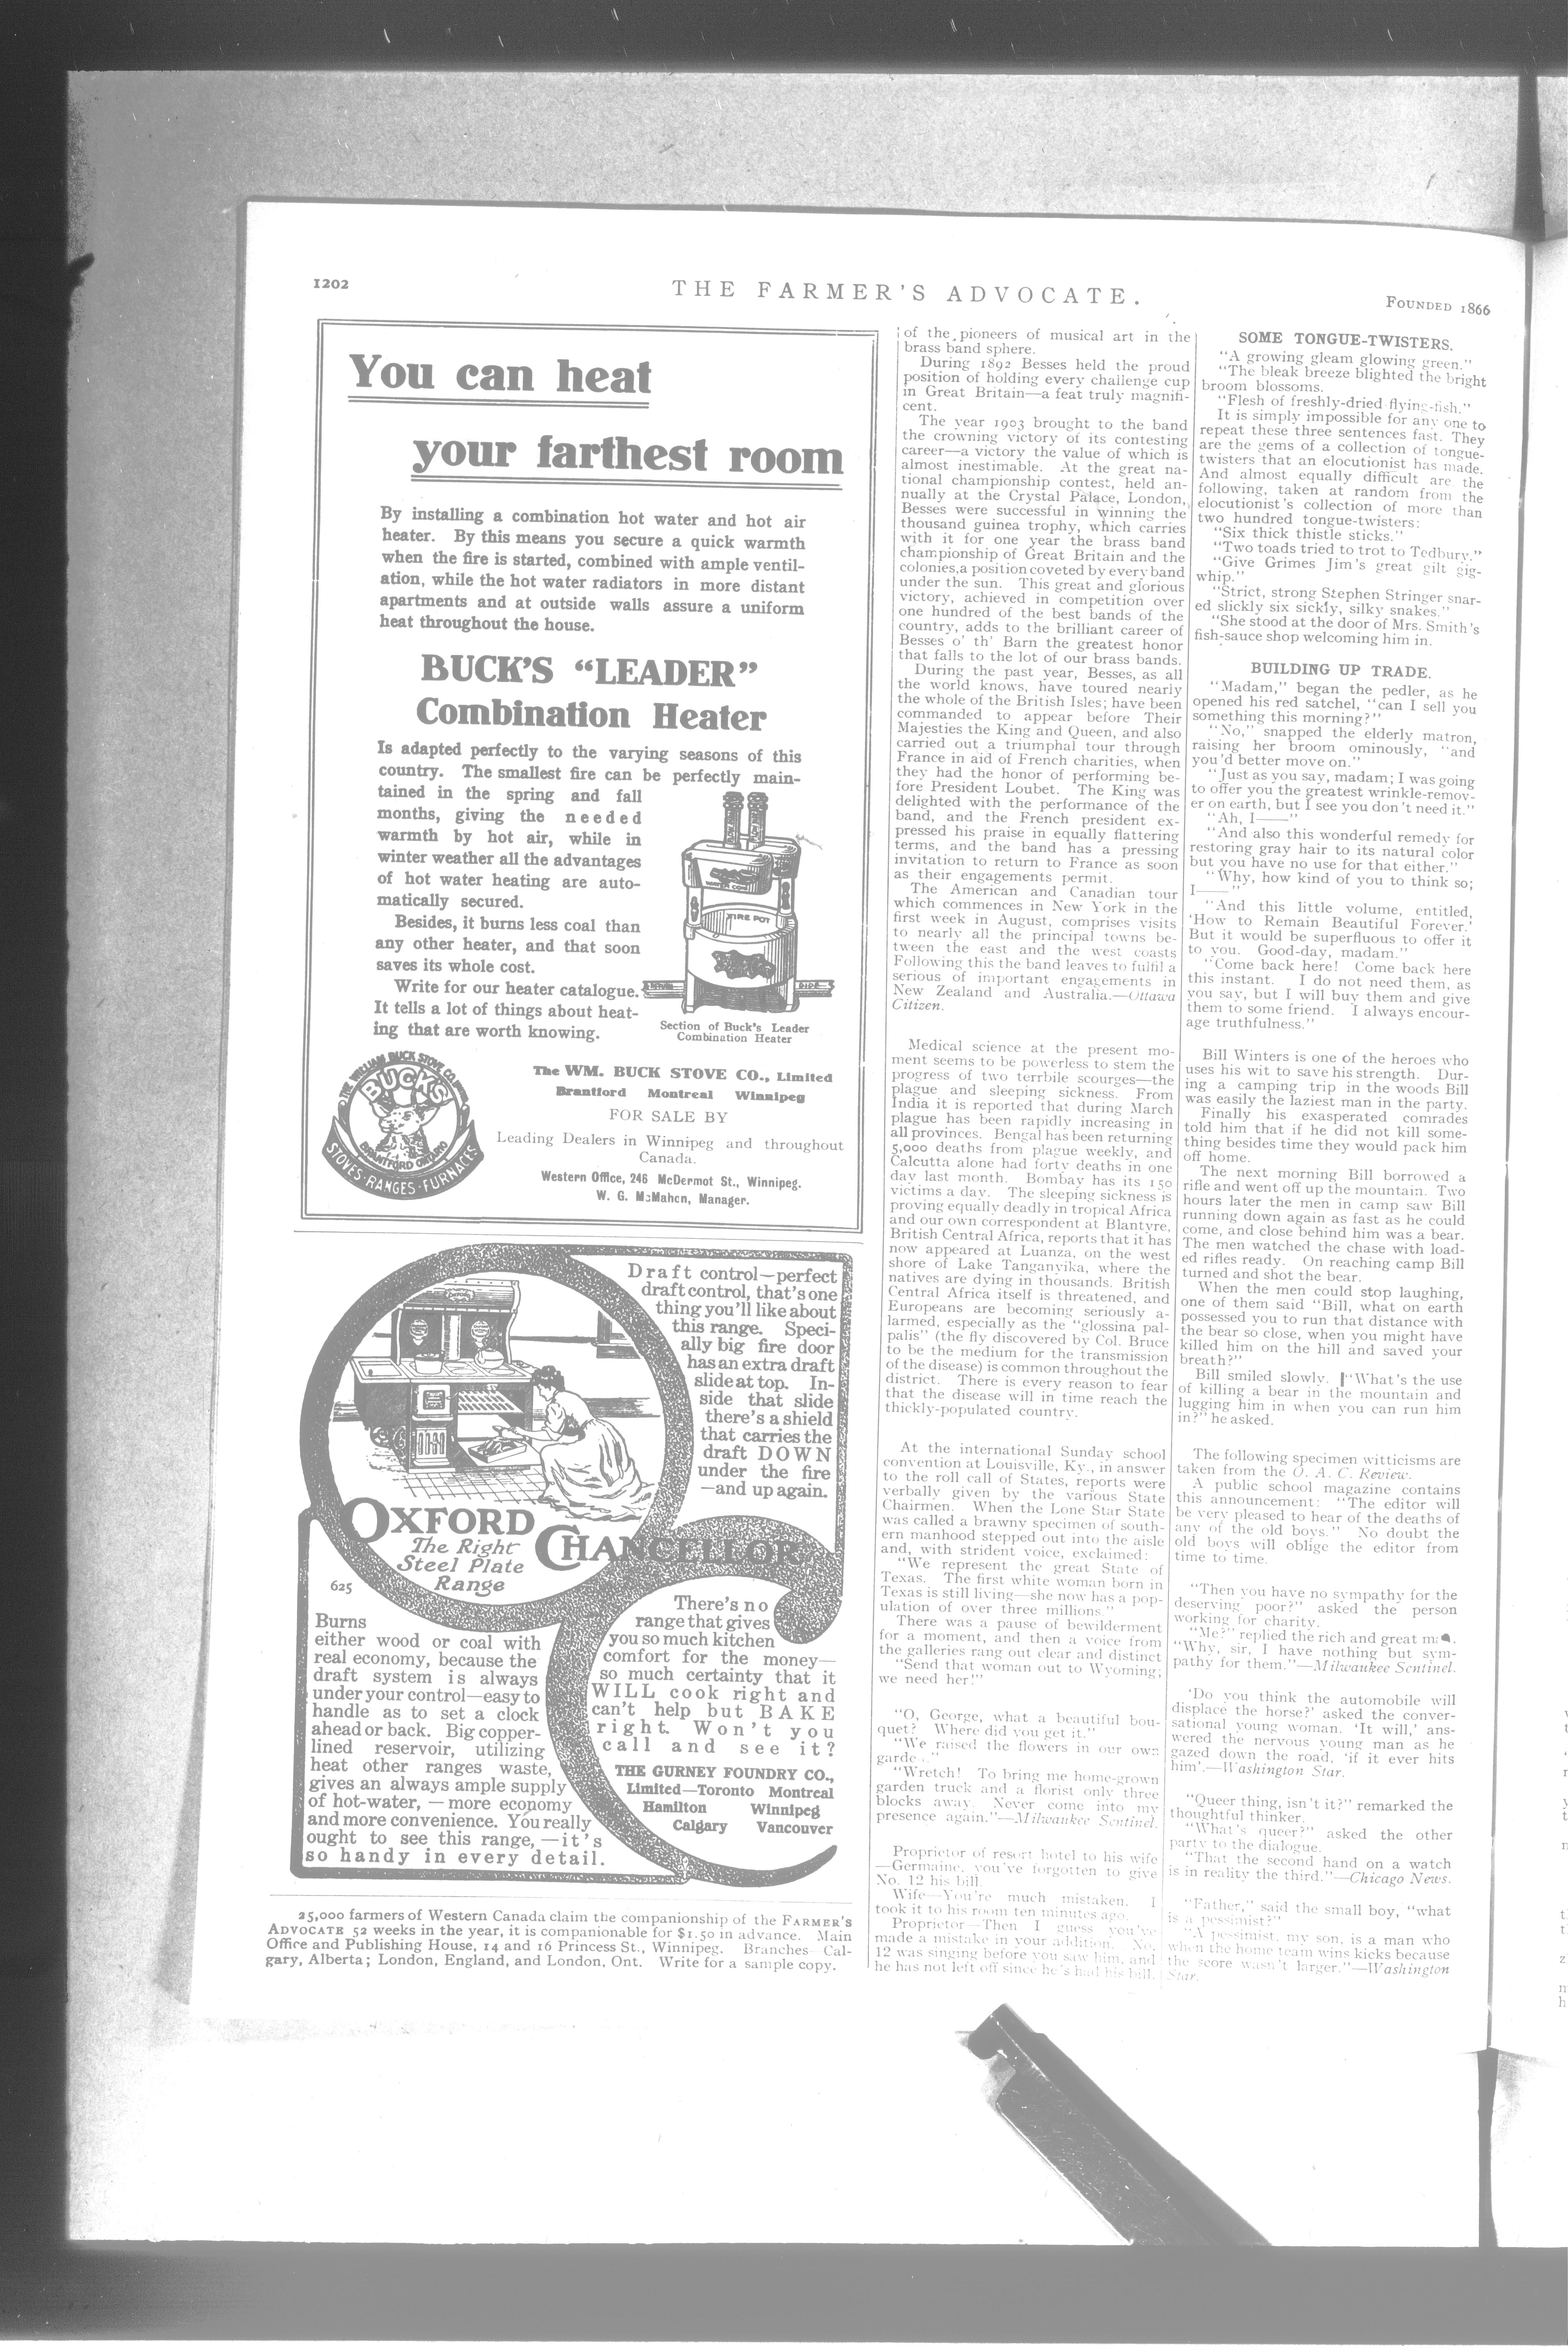 1202
THE FARMER'S ADVOCATE.
FOUNDED 1866
You can heat
your farthest room
By installing a combination hot water and hot air
heater. By this means you secure a quick warmth
when the fire is started, combined with ample ventil-
ation, while the hot water radiators in more distant
apartments and at outside walls assure a uniform
heat throughout the house.
BUCK'S "LEADER"
Combination Heater
Is adapted perfectly to the varying seasons of this
country. The smallest fire can be perfectly main-
tained in the spring and fall
months, giving the needed
warmth by hot air, while in
winter weather all the advantages
of hot water heating are auto-
matically secured.
Besides, it burns less coal than
any other heater, and that soon
saves its whole cost.
Write for our heater catalogue.
It tells a lot of things about heat-
ing that are worth knowing.
FIRE POT
Section of Buck's Leader
Combination Heater
THE WILLIAM BUCK STOVE CO. LIMITED
BUCK'S
BRANTFORD ONTARIO
STOVES-RANGES-FURNACES
The WM. BUCK STOVE CO., Limited
Brantford Montreal Winnipeg
FOR SALE BY
Leading Dealers in Winnipeg and throughout
Canada.
Western Office, 246 McDermot St., Winnipeg.
W. G. McMahon, Manager.
Draft control—perfect
draft control, that's one
thing you'll like about
this range. Speci-
ally big fire door
has an extra draft
slide at top. In-
side that slide
there's a shield
that carries the
draft DOWN
under the fire
—and up again.
OXFORD
CHANCELLOR
The Right
Steel Plate
Range
625
Burns
either wood or coal with
real economy, because the
draft system is always
under your control—easy to
handle as to set a clock
ahead or back. Big copper-
lined reservoir, utilizing
heat other ranges waste,
gives an always ample supply
of hot-water, —more economy
and more convenience. You really
ought to see this range, —it's
so handy in every detail.
There's no
range that gives
you so much kitchen
comfort for the money—
so much certainty that it
WILL cook right and
can't help but BAKE
right. Won't you
call and see it?
THE GURNEY FOUNDRY CO.,
Limited—Toronto Montreal
Hamilton Winnipeg
Calgary Vancouver
25,000 farmers of Western Canada claim the companionship of the FARMER'S
ADVOCATE 52 weeks in the year, it is companionable for $1.50 in advance. Main
Office and Publishing House, 14 and 16 Princess St., Winnipeg. Branches—Cal-
gary, Alberta; London, England, and London, Ont. Write for a sample copy.
of the pioneers of musical art in the
brass band sphere.
During 1892 Besses held the proud
position of holding every challenge cup
in Great Britain—a feat truly magnifi-
cent.
The year 1903 brought to the band
the crowning victory of its contesting
career—a victory the value of which is
almost inestimable. At the great na-
tional championship contest, held an-
nually at the Crystal Palace, London,
Besses were successful in winning the
thousand guinea trophy, which carries
with it for one year the brass band
championship of Great Britain and the
colonies,a position coveted by every band
under the sun. This great and glorious
victory, achieved in competition over
one hundred of the best bands of the
country, adds to the brilliant career of
Besses o' th' Barn the greatest honor
that falls to the lot of our brass bands.
During the past year, Besses, as all
the world knows, have toured nearly
the whole of the British Isles; have been
commanded to appear before Their
Majesties the King and Queen, and also
carried out a triumphal tour through
France in aid of French charities, when
they had the honor of performing be-
fore President Loubet. The King was
delighted with the performance of the
band, and the French president ex-
pressed his praise in equally flattering
terms, and the band has a pressing
invitation to return to France as soon
as their engagements permit.
The American and Canadian tour
which commences in New York in the
first week in August, comprises visits
to nearly all the principal towns be-
tween the east and the west coasts
Following this the band leaves to fulfil a
serious of important engagements in
New Zealand and Australia.—Ottawa
Citizen.
Medical science at the present mo-
ment seems to be powerless to stem the
progress of two terrbile scourges—the
plague and sleeping sickness. From
India it is reported that during March
plague has been rapidly increasing in
all provinces. Bengal has been returning
5,000 deaths from plague weekly, and
Calcutta alone had forty deaths in one
day last month. Bombay has its 150
victims a day. The sleeping sickness is
proving equally deadly in tropical Africa
and our own correspondent at Blantyre,
British Central Africa, reports that it has
now appeared at Luanza, on the west
shore of Lake Tanganyika, where the
natives are dying in thousands. British
Central Africa itself is threatened, and
Europeans are becoming seriously a-
larmed, especially as the "glossina pal-
palis" (the fly discovered by Col. Bruce
to be the medium for the transmission
of the disease) is common throughout the
district. There is every reason to fear
that the disease will in time reach the
thickly-populated country.
At the international Sunday school
convention at Louisville, Ky., in answer
to the roll call of States, reports were
verbally given by the various State
Chairmen. When the Lone Star State
was called a brawny specimen of south-
ern manhood stepped out into the aisle
and, with strident voice, exclaimed:
"We represent the great State of
Texas. The first white woman born in
Texas is still living—she now has a pop-
ulation of over three millions."
There was a pause of bewilderment
for a moment, and then a voice from
the galleries rang out clear and distinct
"Send that woman out to Wyoming;
we need her!"
"O, George, what a beautiful bou-
quet? Where did you get it."
"We raised the flowers in our own
garde
"Wretch! To bring me home-grown
garden truck and a florist only three
blocks away. Never come into my
presence again."—Milwaukee Sentinel.
Proprietor of resort hotel to his wife
—Germaine, you've forgotten to give
No. 12 his bill.
Wife—You're much mistaken. I
took it to his room ten minutes ago.
Proprietor—Then I guess you've
made a mistake in your addition. No.
12 was singing before you saw him, and
he has not left off since he's had his bill.
SOME TONGUE-TWISTERS.
"A growing gleam glowing green."
"The bleak breeze blighted the bright
broom blossoms.
"Flesh of freshly-dried flying-fish."
It is simply impossible for any one to
repeat these three sentences fast. They
are the gems of a collection of tongue-
twisters that an elocutionist has made.
And almost equally difficult are the
following, taken at random from the
elocutionist's collection of more than
two hundred tongue-twisters:
"Six thick thistle sticks."
"Two toads tried to trot to Tedbury."
"Give Grimes Jim's great gilt gig-
whip."
"Strict, strong Stephen Stringer snar-
ed slickly six sickly, silky snakes."
"She stood at the door of Mrs. Smith's
fish-sauce shop welcoming him in.
BUILDING UP TRADE.
"Madam," began the pedler, as he
opened his red satchel, "can I sell you
something this morning?"
"No," snapped the elderly matron,
raising her broom ominously, "and
you'd better move on."
"Just as you say, madam; I was going
to offer you the greatest wrinkle-remov-
er on earth, but I see you don't need it."
"Ah, I——"
"And also this wonderful remedy for
restoring gray hair to its natural color
but you have no use for that either."
"Why, how kind of you to think so;
I——"
"And this little volume, entitled,
'How to Remain Beautiful Forever.'
But it would be superfluous to offer it
to you. Good-day, madam."
"Come back here! Come back here
this instant. I do not need them, as
you say, but I will buy them and give
them to some friend. I always encour-
age truthfulness."
Bill Winters is one of the heroes who
uses his wit to save his strength. Dur-
ing a camping trip in the woods Bill
was easily the laziest man in the party.
Finally his exasperated comrades
told him that if he did not kill some-
thing besides time they would pack him
off home.
The next morning Bill borrowed a
rifle and went off up the mountain. Two
hours later the men in camp saw Bill
running down again as fast as he could
come, and close behind him was a bear.
The men watched the chase with load-
ed rifles ready. On reaching camp Bill
turned and shot the bear.
When the men could stop laughing,
one of them said "Bill, what on earth
possessed you to run that distance with
the bear so close, when you might have
killed him on the hill and saved your
breath?"
Bill smiled slowly. "What's the use
of killing a bear in the mountain and
lugging him in when you can run him
in?" he asked.
The following specimen witticisms are
taken from the O. A. C. Review.
A public school magazine contains
this announcement: "The editor will
be very pleased to hear of the deaths of
any of the old boys." No doubt the
old boys will oblige the editor from
time to time.
"Then you have no sympathy for the
deserving poor?" asked the person
working for charity.
"Me?" replied the rich and great
"Why, sir, I have nothing but sym-
pathy for them."—Milwaukee Sentinel.
'Do you think the automobile will
displace the horse?' asked the conver-
sational young woman. 'It will,' ans-
wered the nervous young man as he
gazed down the road, 'if it ever hits
him'.—Washington Star.
"Queer thing, isn't it?" remarked the
thoughtful thinker.
"What's queer?" asked the other
party to the dialogue.
"That the second hand on a watch
is in reality the third."—Chicago News.
"Father," said the small boy, "what
is a pessimist?"
"A pessimist, my son, is a man who
when the home team wins kicks because
the score wasn't larger."—Washington
Star.